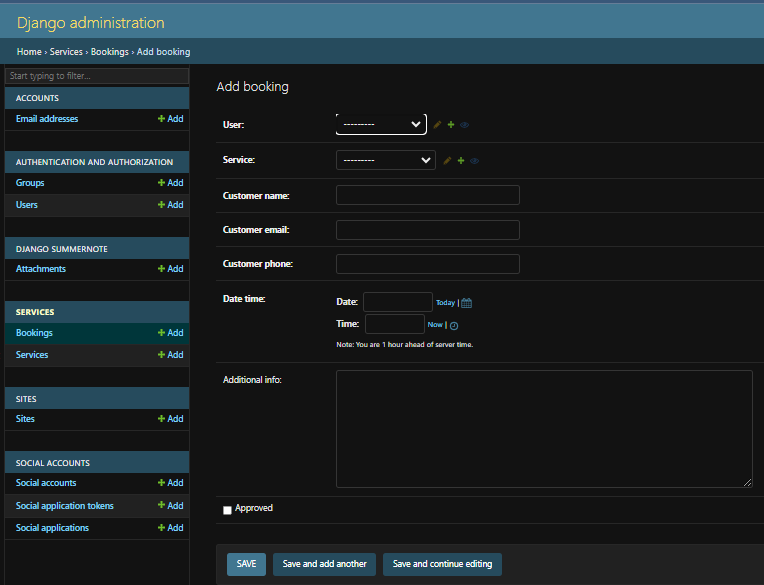 Django administration
Home › Services › Bookings › Add booking
Start typing to filter...
ACCOUNTS
Email addresses
Add
AUTHENTICATION AND AUTHORIZATION
Groups
Add
Users
Add
DJANGO SUMMERNOTE
Attachments
Add
SERVICES
Bookings
Add
Services
Add
SITES
Sites
Add
SOCIAL ACCOUNTS
Social accounts
Add
Social application tokens
Add
Social applications
Add
Add booking
User:
---------
Service:
---------
Customer name:
Customer email:
Customer phone:
Date time:
Date:
Today |
Time:
Now |
Note: You are 1 hour ahead of server time.
Additional info:
Approved
SAVE
Save and add another
Save and continue editing